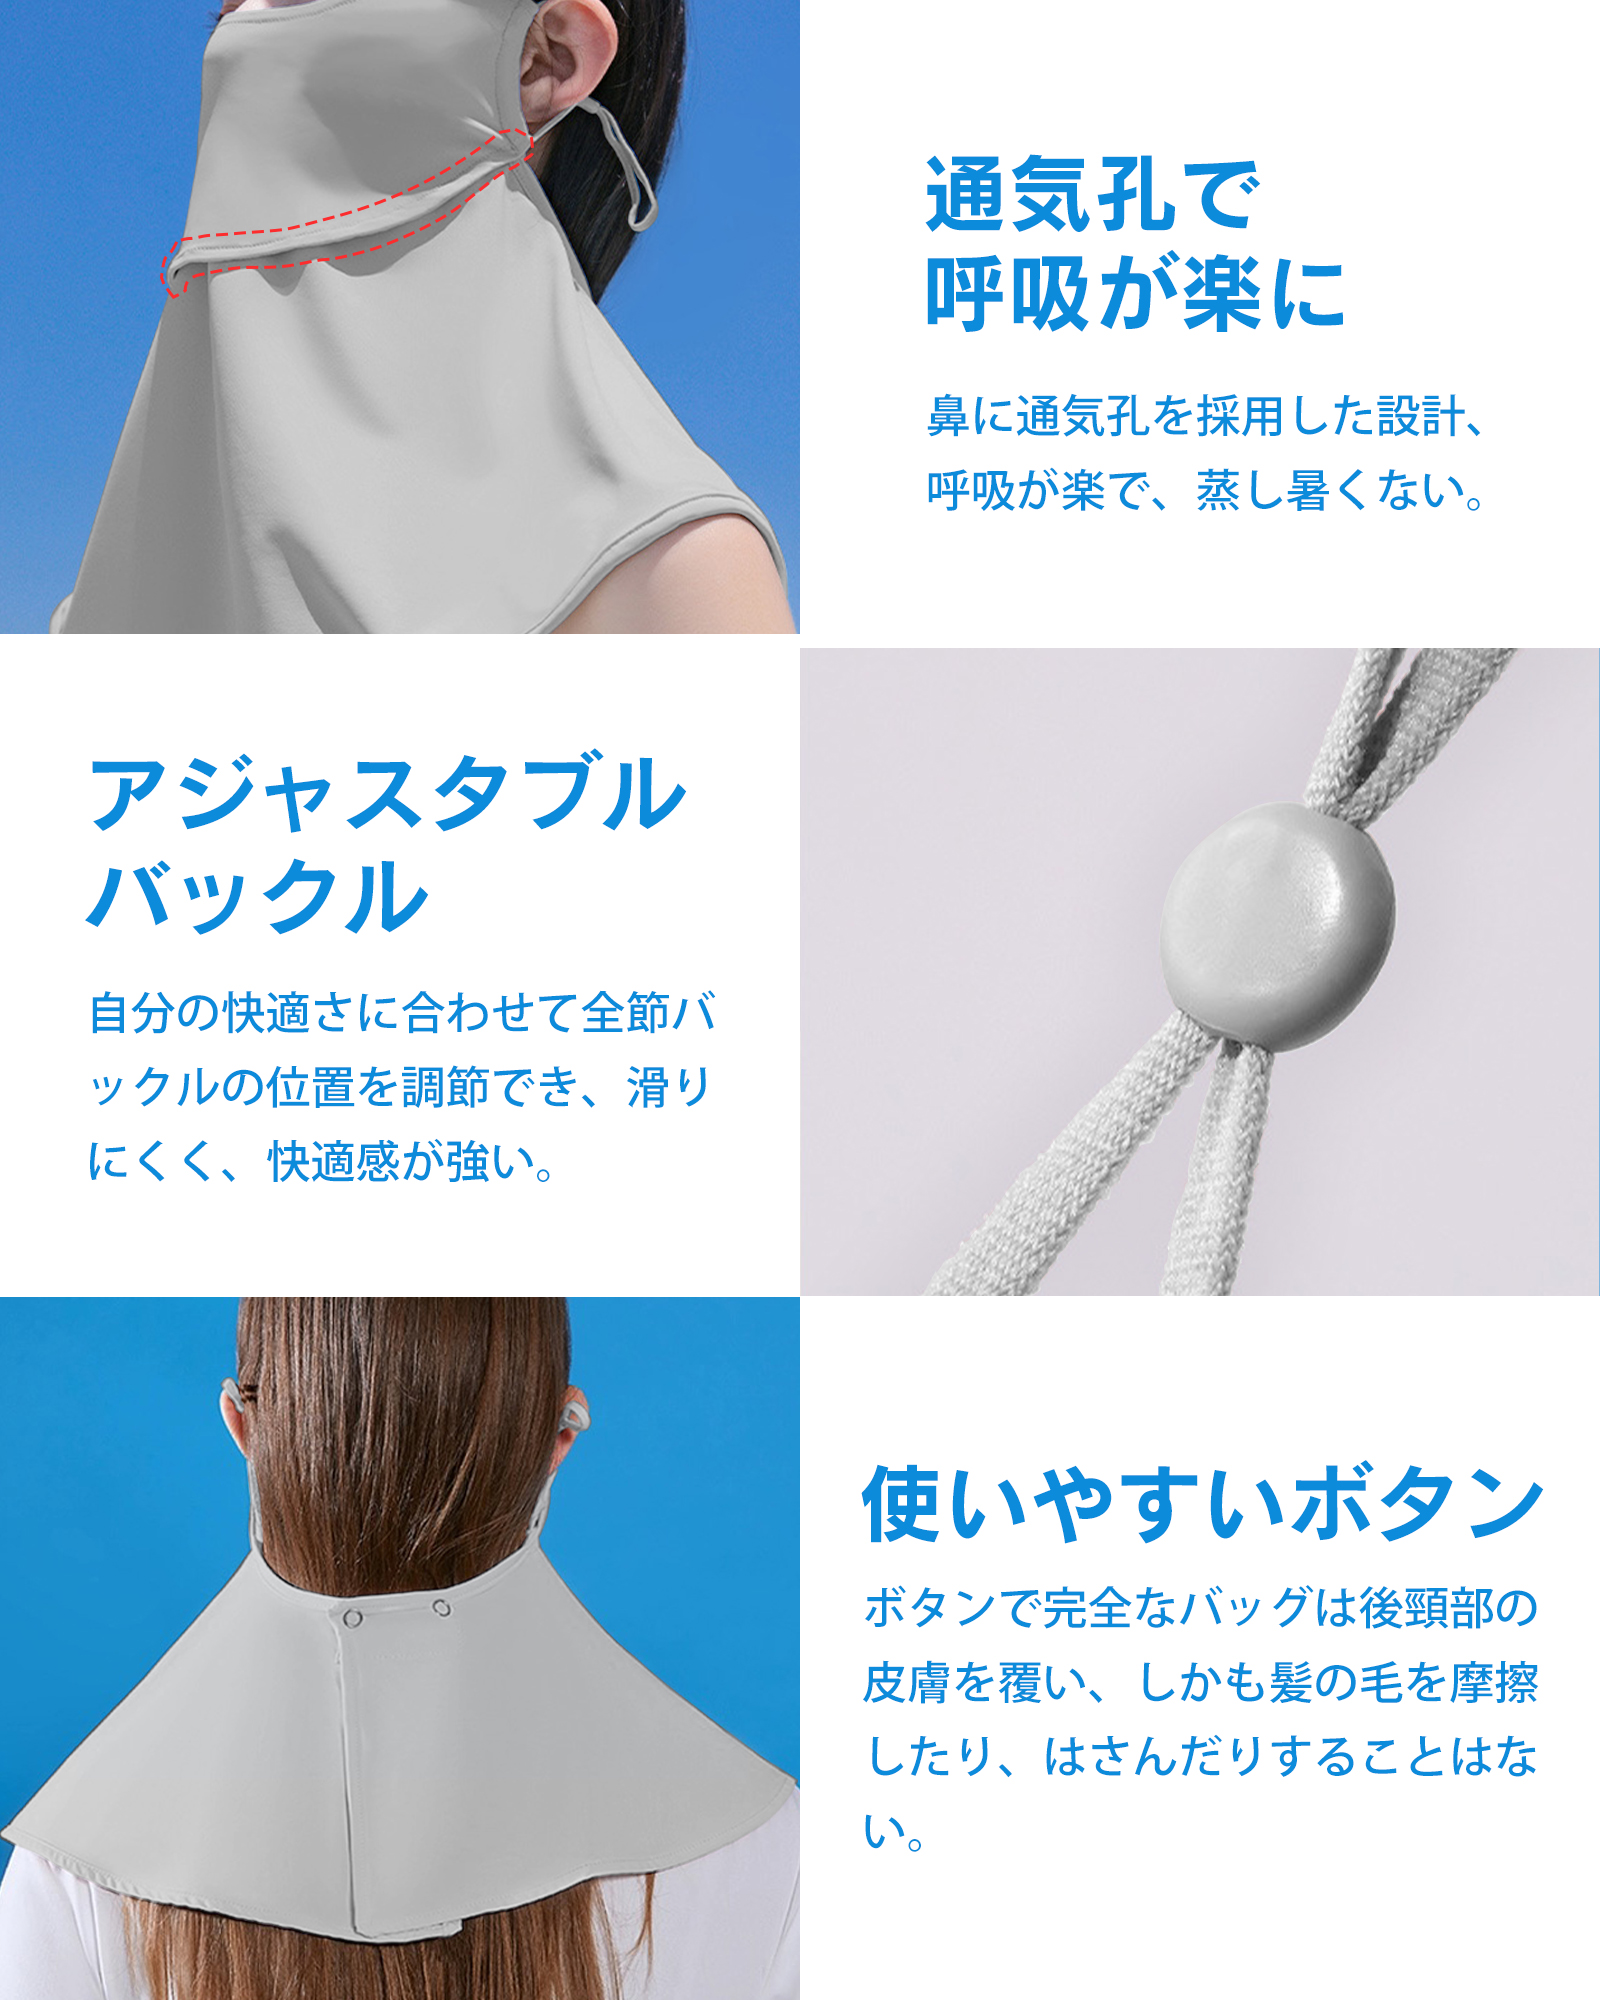 通気孔で
呼吸が楽に
鼻に通気孔を採用した設計、
呼吸が楽で、蒸し暑くない。
アジャスタブル
バックル
自分の快適さに合わせて全節バ
ックルの位置を調節でき、滑り
にくく、快適感が強い。
使いやすいボタン
ボタンで完全なバッグは後頸部の
皮膚を覆い、しかも髪の毛を摩擦
したり、はさんだりすることはな
い。